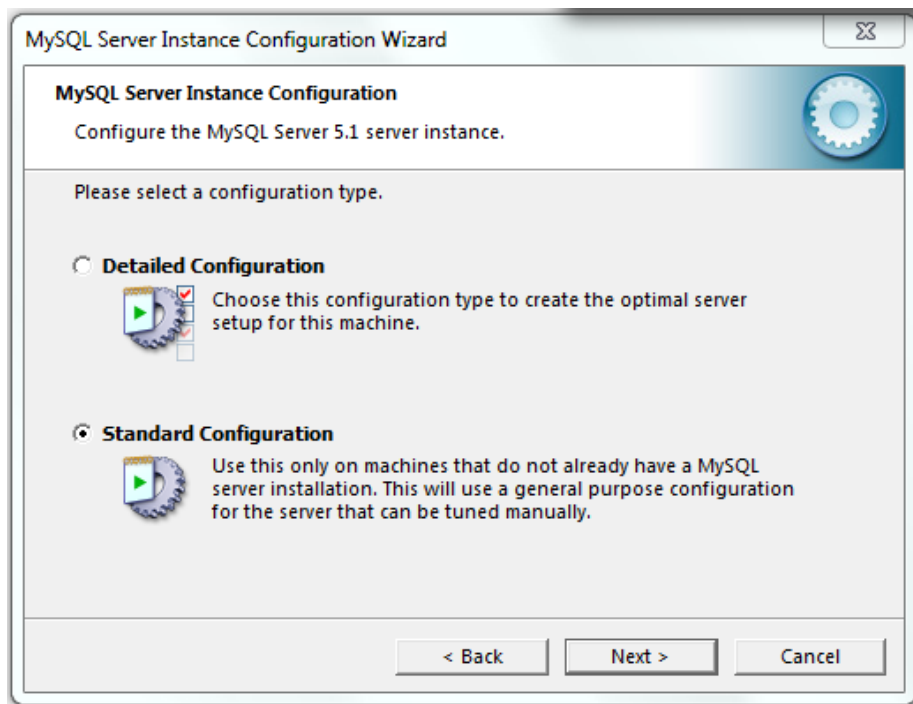 MySQL Server Instance Configuration Wizard
MySQL Server Instance Configuration
Configure the MySQL Server 5.1 server instance.
Please select a configuration type.
Detailed Configuration
Choose this configuration type to create the optimal server
setup for this machine.
Standard Configuration
Use this only on machines that do not already have a MySQL
server installation. This will use a general purpose configuration
for the server that can be tuned manually.
< Back Next > Cancel